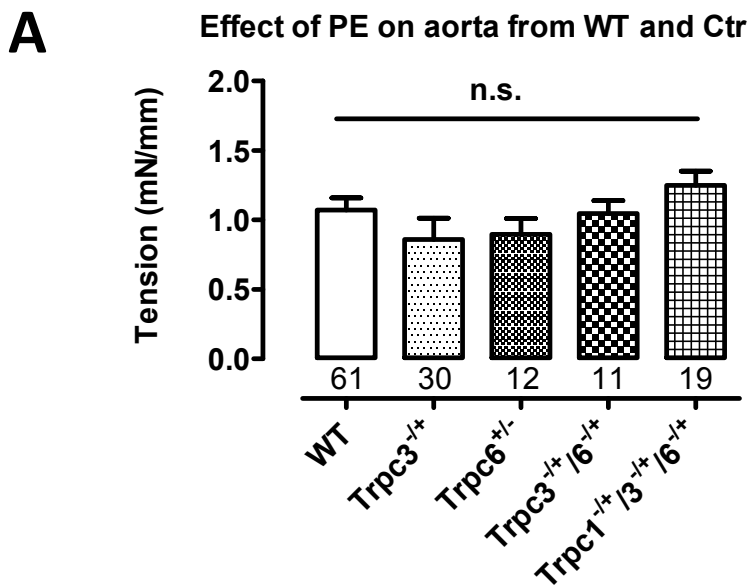 A
Effect of PE on aorta from WT and Ctr
n.s.
Tension (mN/mm)
2.0
1.5
1.0
0.5
0.0
61 30 12 11 19
WT
Trpc3-/+
Trpc6+/-
Trpc3-/+/6-/+
Trpc1-/+/3-/+/6-/+